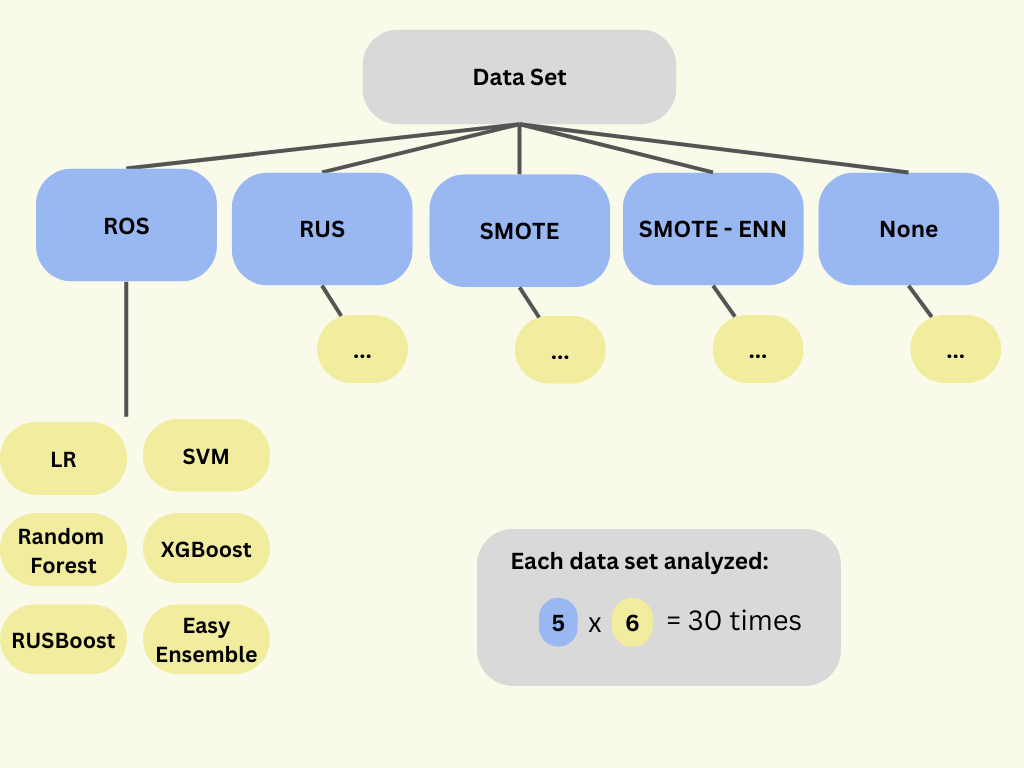 Data Set
ROS
RUS
SMOTE
SMOTE - ENN
None
...
...
...
...
LR
SVM
Random
Forest
XGBoost
RUSBoost
Easy
Ensemble
Each data set analyzed:
5 x 6 = 30 times